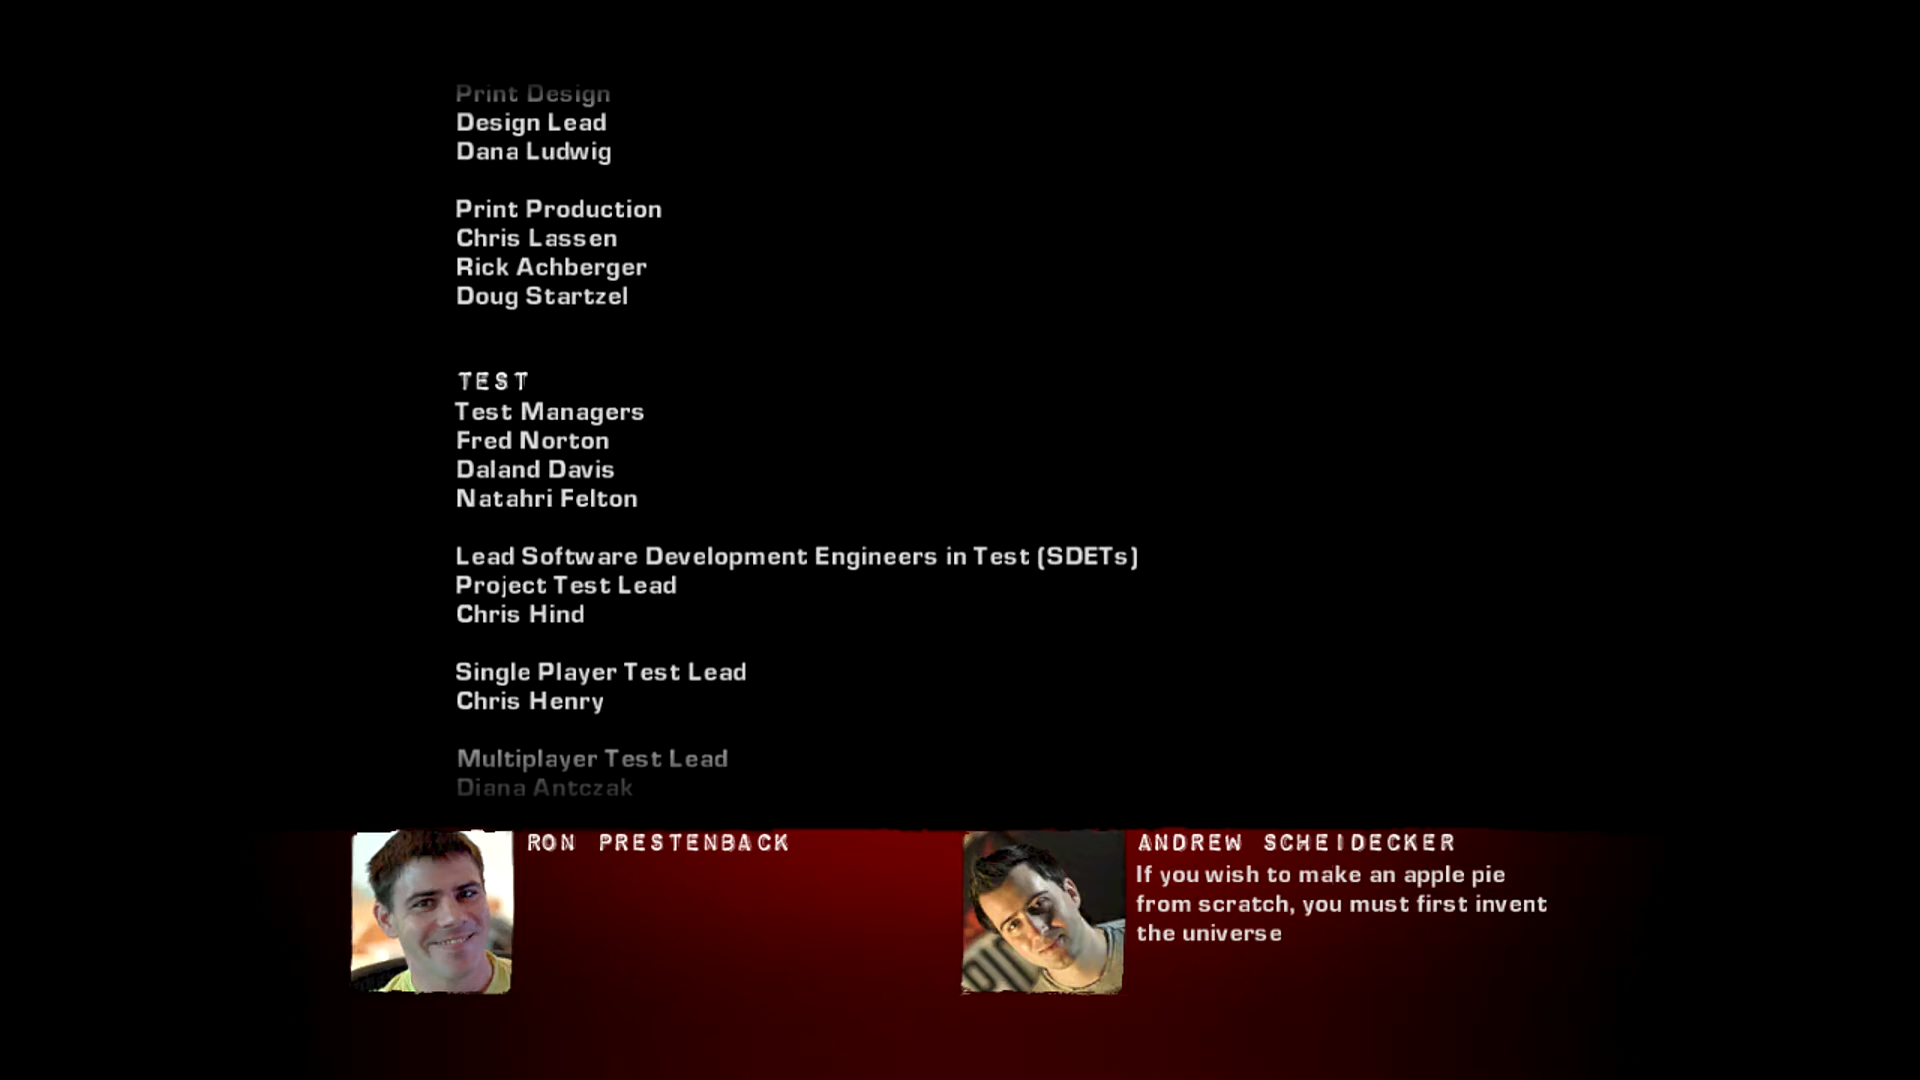 Print Design
Design Lead
Dana Ludwig
Print Production
Chris Lassen
Rick Achberger
Doug Startzel
TEST
Test Managers
Fred Norton
Daland Davis
Natahri Felton
Lead Software Development Engineers in Test (SDETs)
Project Test Lead
Chris Hind
Single Player Test Lead
Chris Henry
Multiplayer Test Lead
Diana Antczak
RON PRESTENBACK
ANDREW SCHEIDECKER
If you wish to make an apple pie
from scratch, you must first invent
the universe